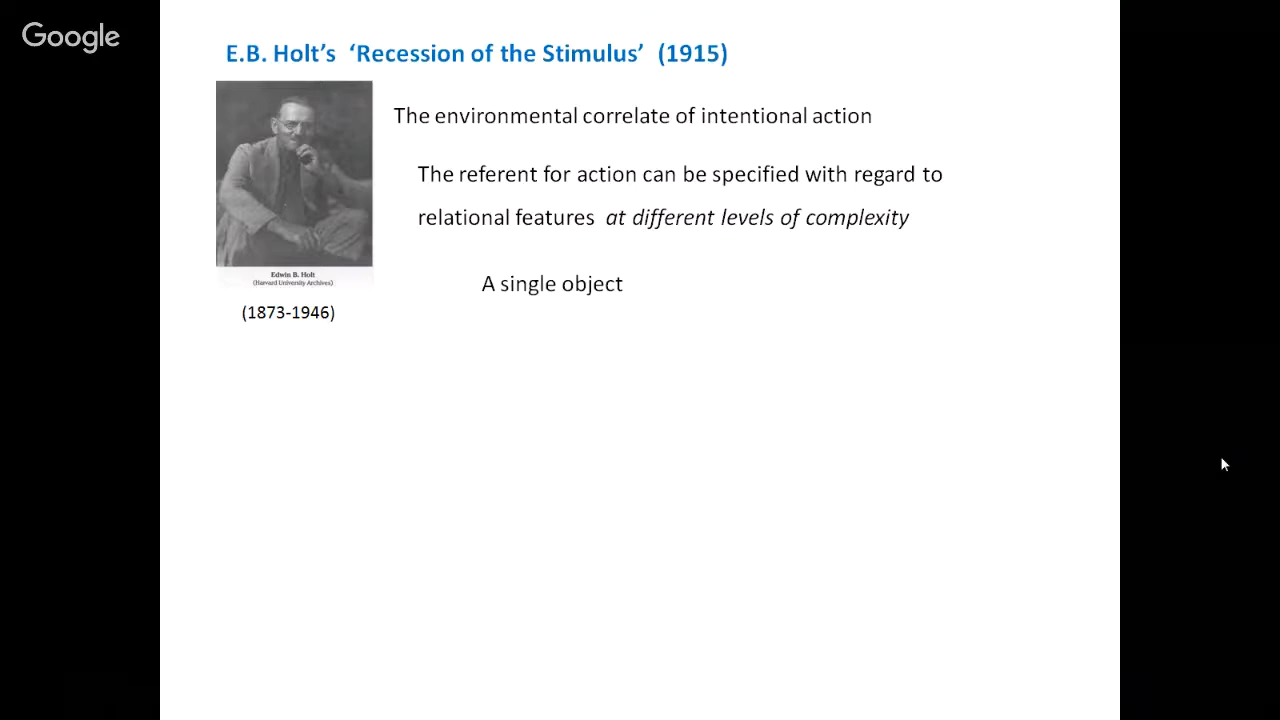 Google
E.B. Holt’s ‘Recession of the Stimulus’ (1915)
The environmental correlate of intentional action
The referent for action can be specified with regard to
relational features at different levels of complexity
A single object
Edwin B. Holt
(Harvard University Archives)
(1873-1946)